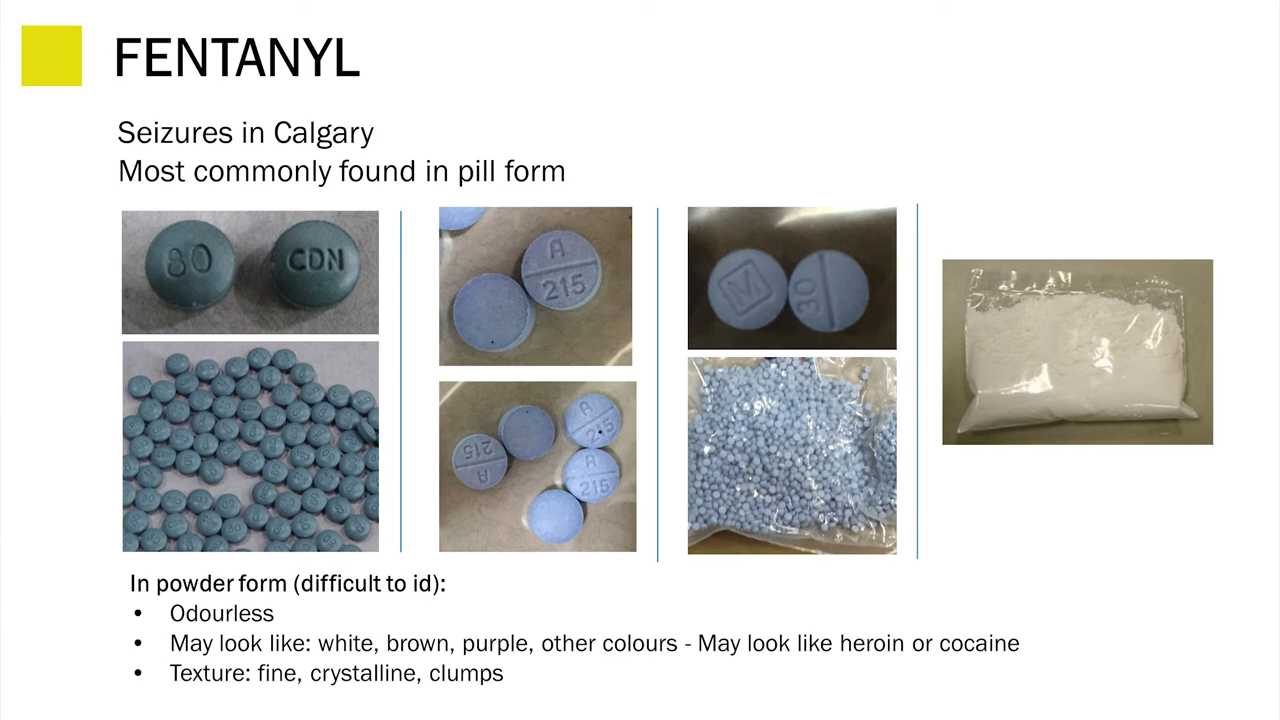 FENTANYL
Seizures in Calgary
Most commonly found in pill form
80
CDN
A
215
M
30
A
215
A
215
A
215
In powder form (difficult to id):
• Odourless
• May look like: white, brown, purple, other colours - May look like heroin or cocaine
• Texture: fine, crystalline, clumps